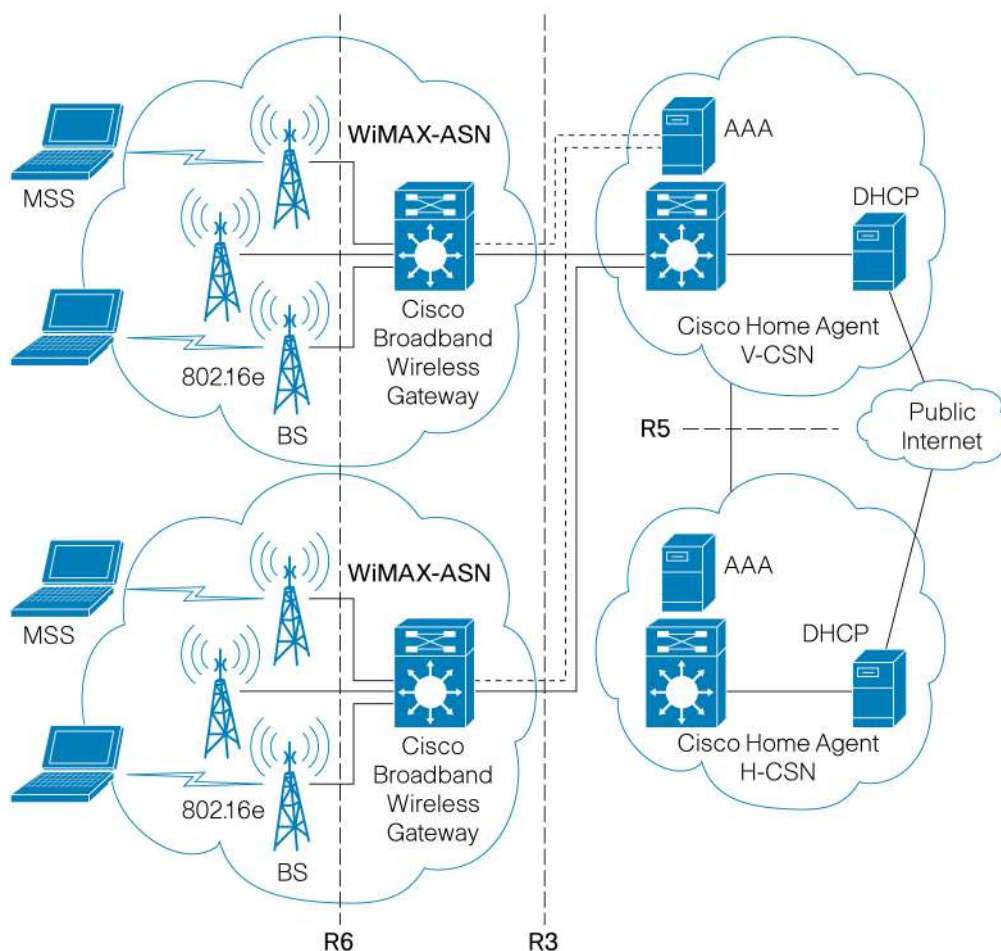 WiMAX-ASN
MSS
802.16e
BS
Cisco
Broadband
Wireless
Gateway
AAA
DHCP
Cisco Home Agent
V-CSN
R5
Public
Internet
WiMAX-ASN
MSS
802.16e
BS
Cisco
Broadband
Wireless
Gateway
AAA
DHCP
Cisco Home Agent
H-CSN
R6
R3